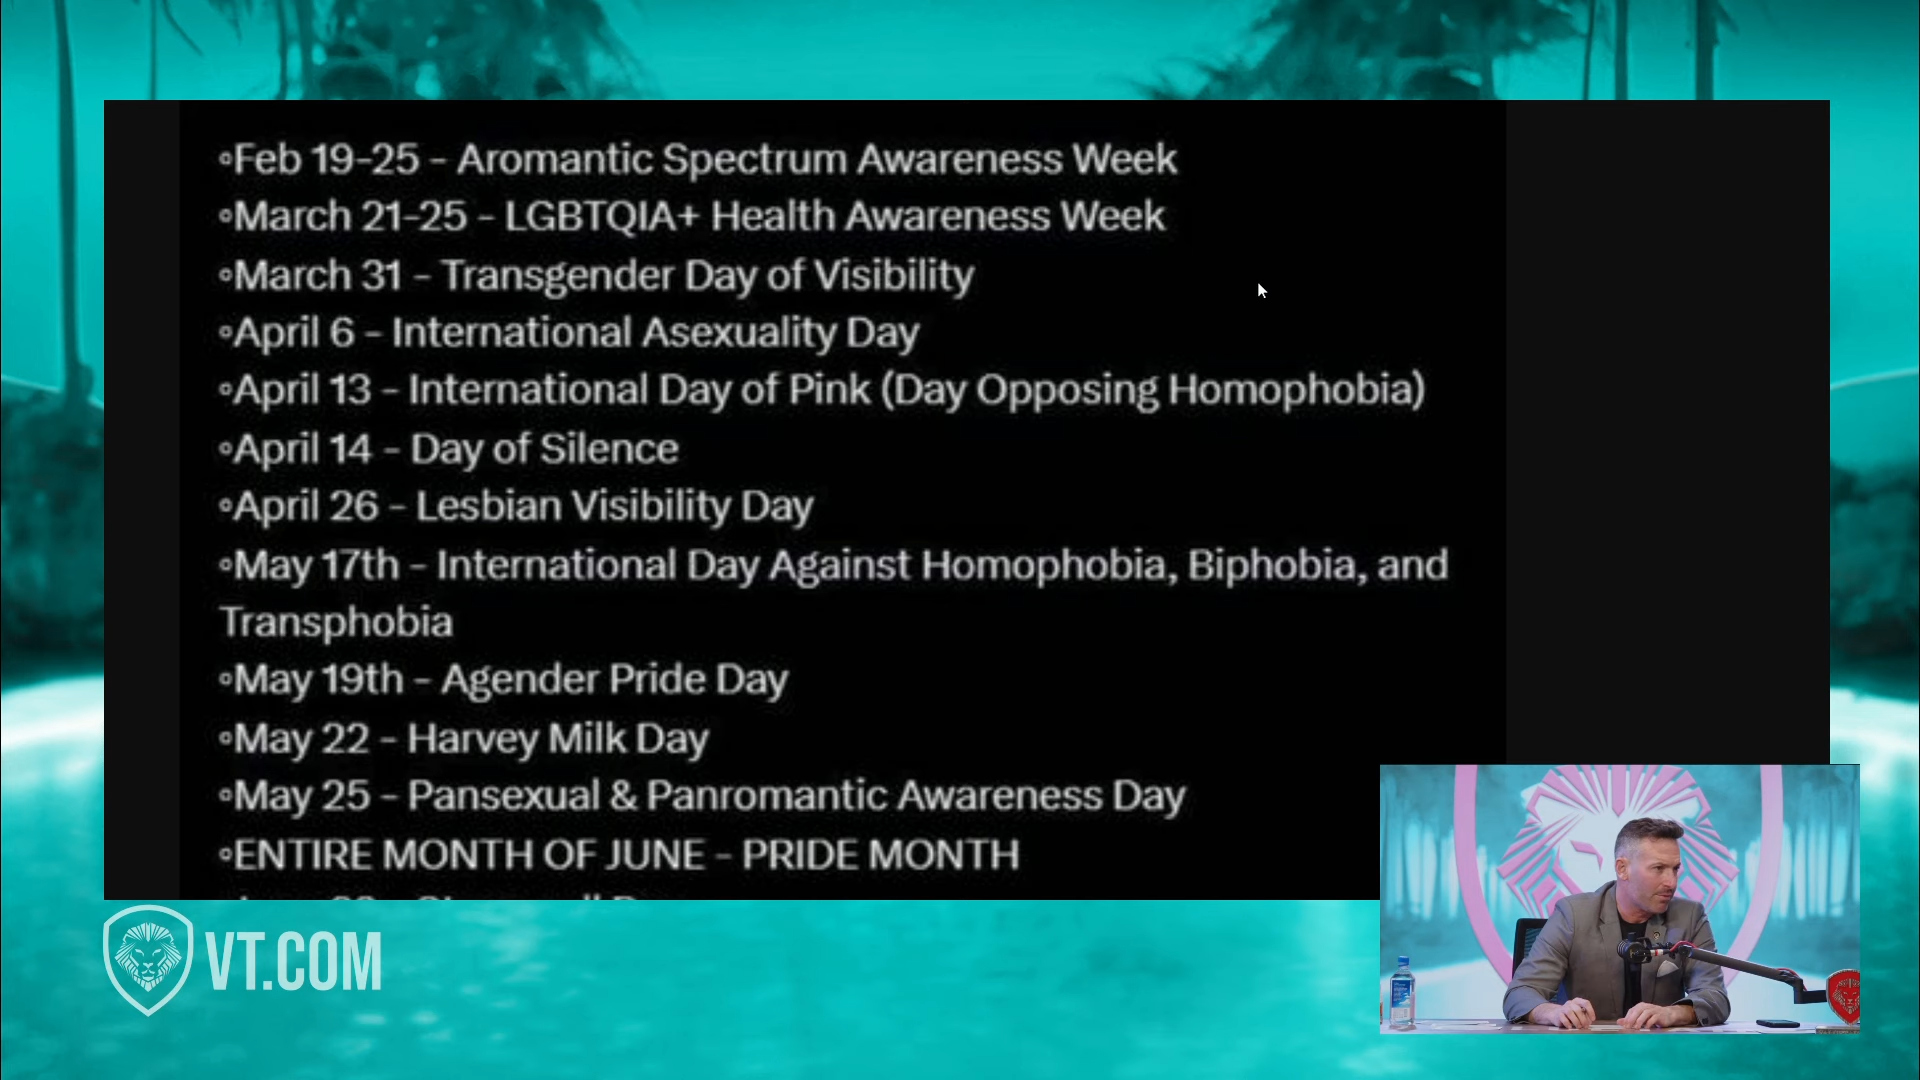 ◦Feb 19-25 - Aromantic Spectrum Awareness Week
◦March 21-25 - LGBTQIA+ Health Awareness Week
◦March 31 - Transgender Day of Visibility
◦April 6 - International Asexuality Day
◦April 13 - International Day of Pink (Day Opposing Homophobia)
◦April 14 - Day of Silence
◦April 26 - Lesbian Visibility Day
◦May 17th - International Day Against Homophobia, Biphobia, and
Transphobia
◦May 19th - Agender Pride Day
◦May 22 - Harvey Milk Day
◦May 25 - Pansexual & Panromantic Awareness Day
◦ENTIRE MONTH OF JUNE - PRIDE MONTH
VT.COM